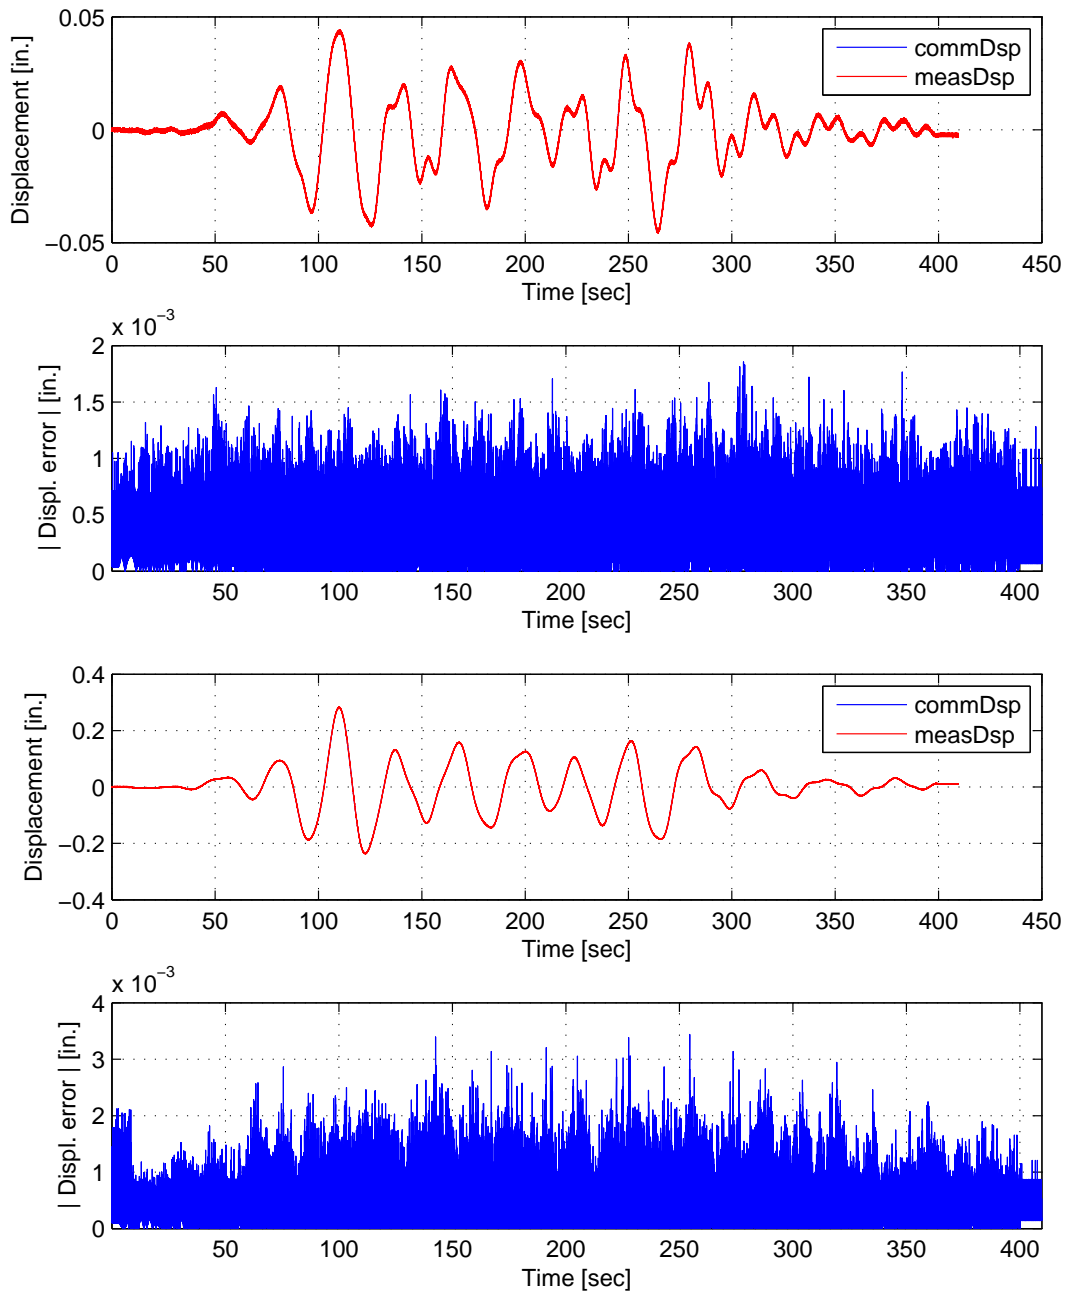 0.05
0
−0.05
Displacement [in.]
commDsp
measDsp
0 50 100 150 200 250 300 350 400 450
Time [sec]
x 10−3
2
1.5
1
0.5
0
| Displ. error | [in.]
50 100 150 200 250 300 350 400
Time [sec]
0.4
0.2
0
−0.2
−0.4
Displacement [in.]
commDsp
measDsp
0 50 100 150 200 250 300 350 400 450
Time [sec]
x 10−3
4
3
2
1
0
| Displ. error | [in.]
50 100 150 200 250 300 350 400
Time [sec]